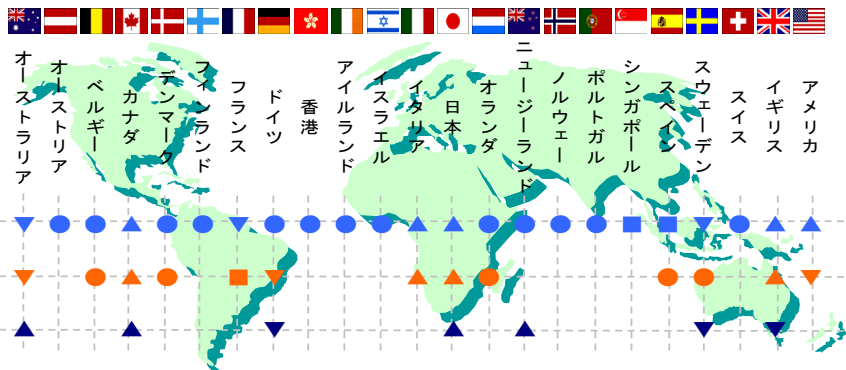 オーストラリア
オーストリア
ベルギー
カナダ
デンマーク
フィンランド
フランス
ドイツ
香港
アイルランド
イスラエル
イタリア
日本
オランダ
ニュージーランド
ノルウェー
ポルトガル
シンガポール
スペイン
スウェーデン
スイス
イギリス
アメリカ